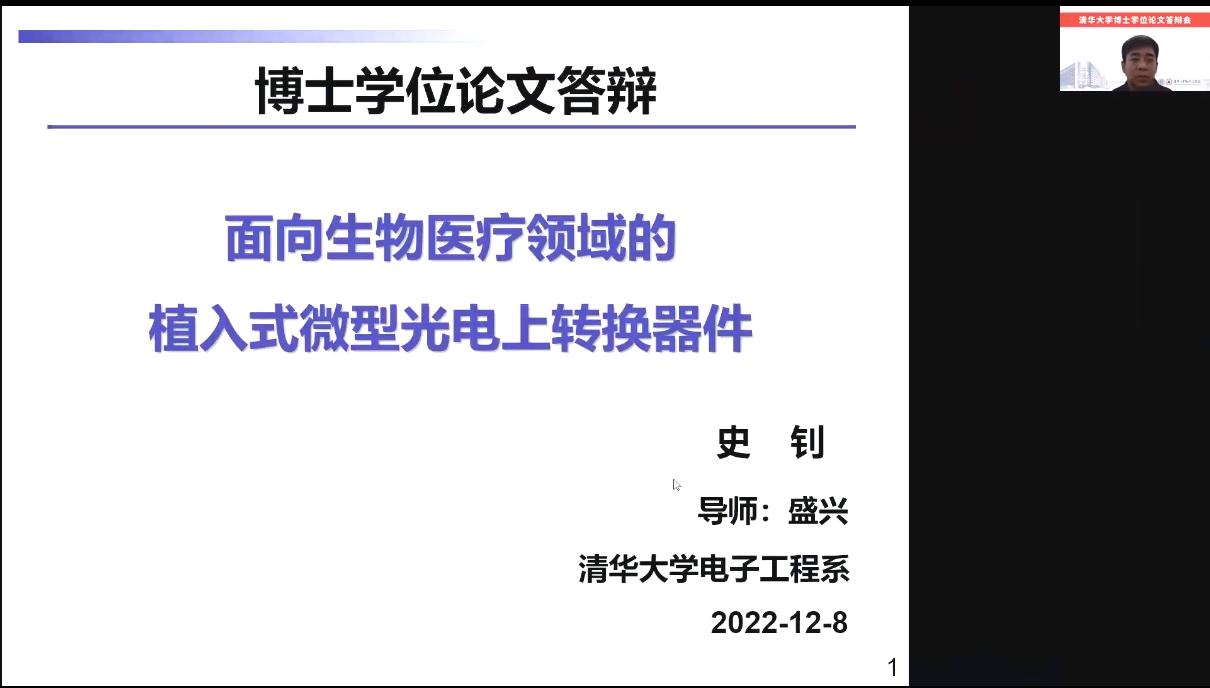 博士学位论文答辩
清华大学博士学位论文答辩会
面向生物医疗领域的
植入式微型光电上转换器件
史 钊
导师：盛兴
清华大学电子工程系
2022-12-8
1